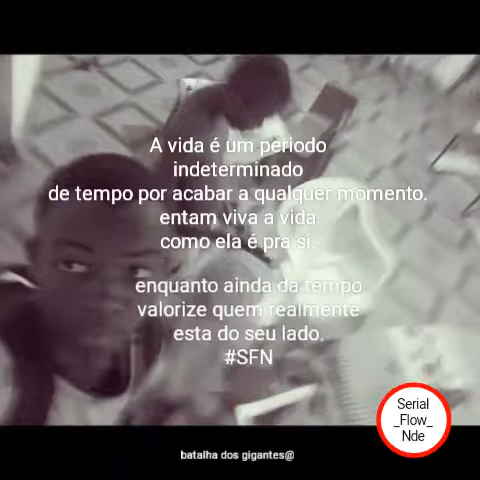 A vida é um periodo
indeterminado
de tempo por acabar a qualquer momento.
entam viva a vida
como ela é pra si.
enquanto ainda da tempo
valorize quem realmente
esta do seu lado.
#SFN
Serial
_Flow_
Nde
batalha dos gigantes@